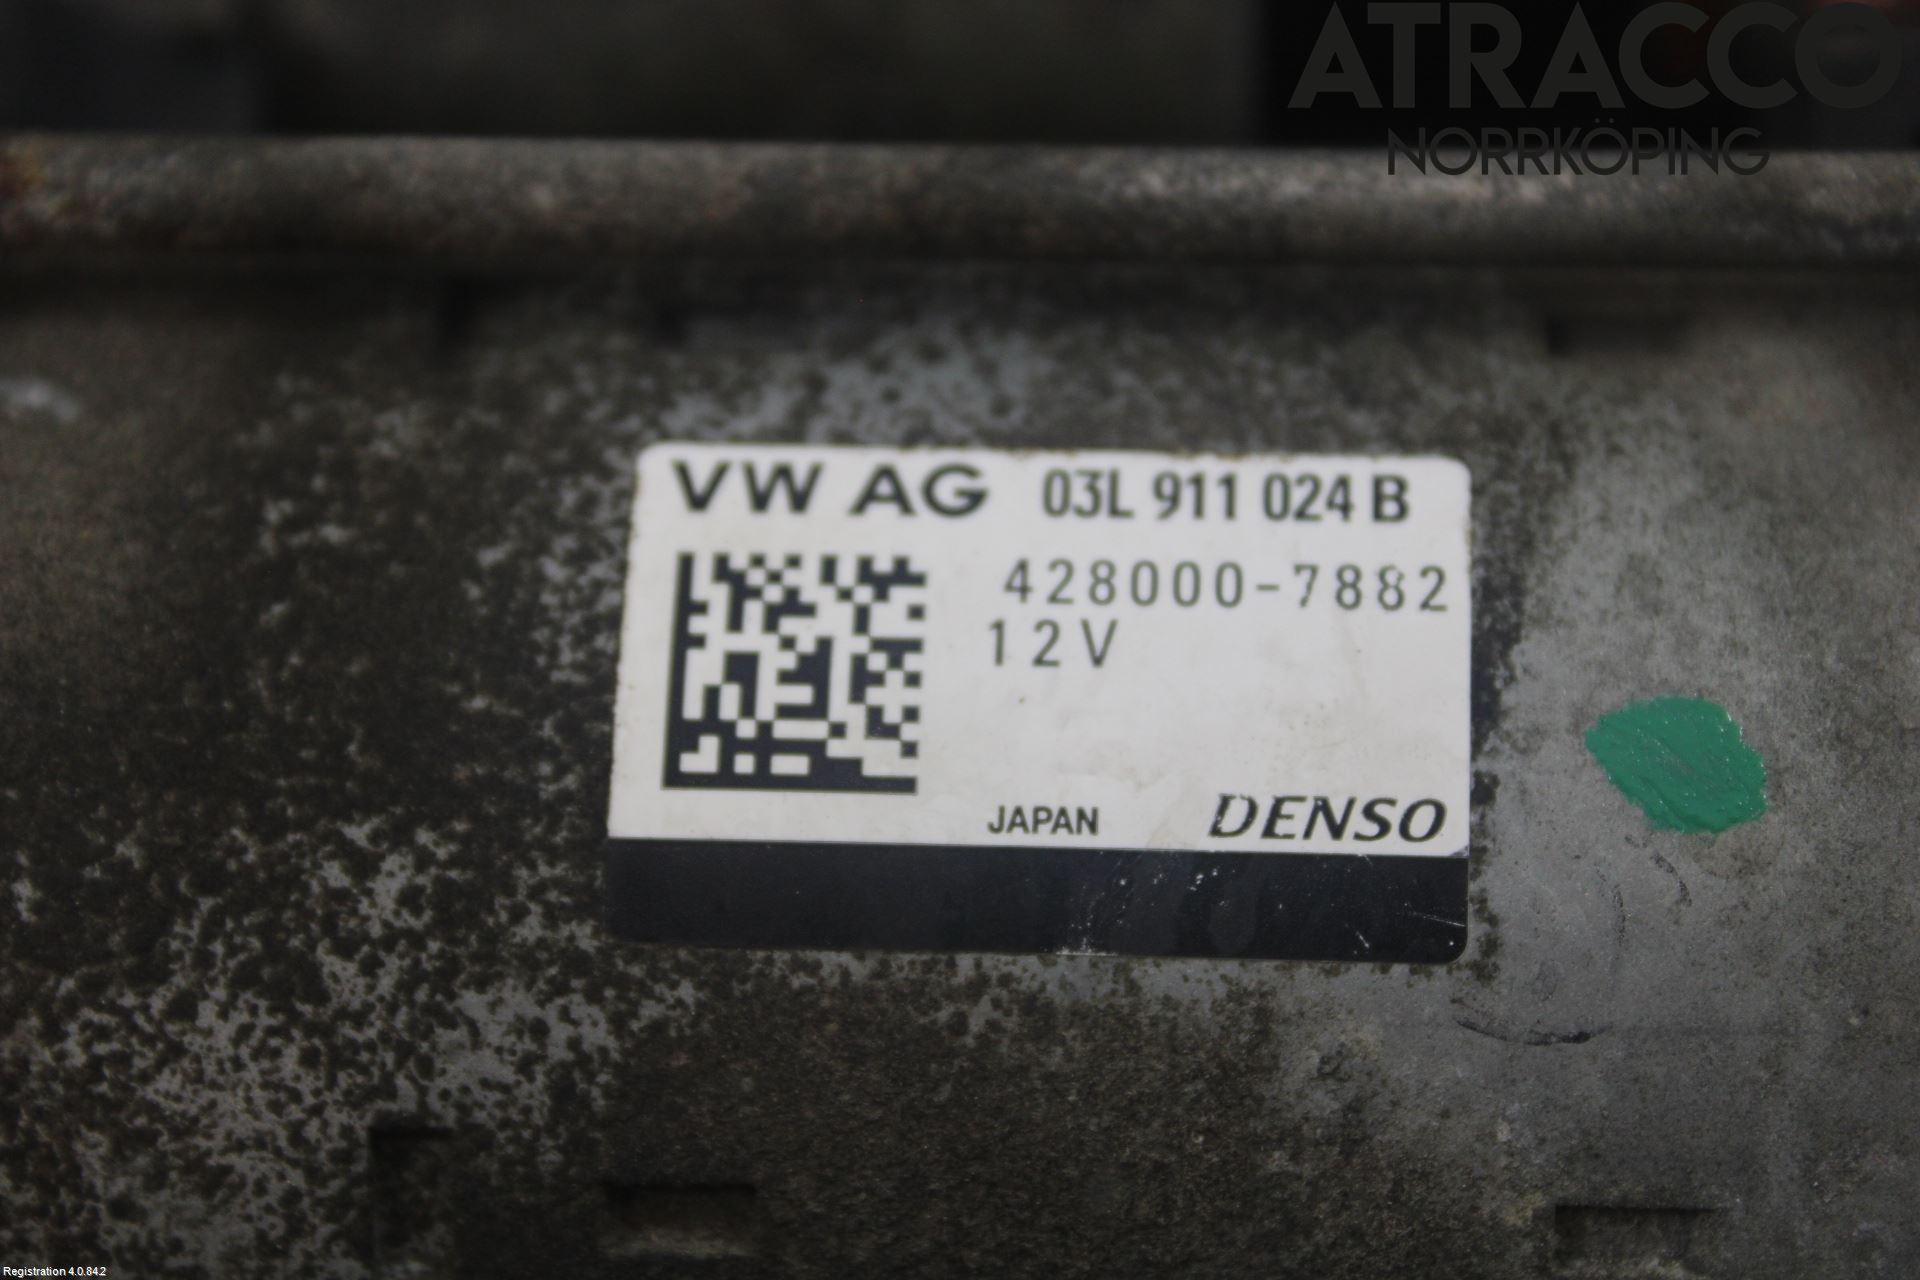 ATRACCO
NORRKÖPING
VW AG 03L 911 024 B
428000-7882
12V
JAPAN DENSO
Registration 4.0.84.2